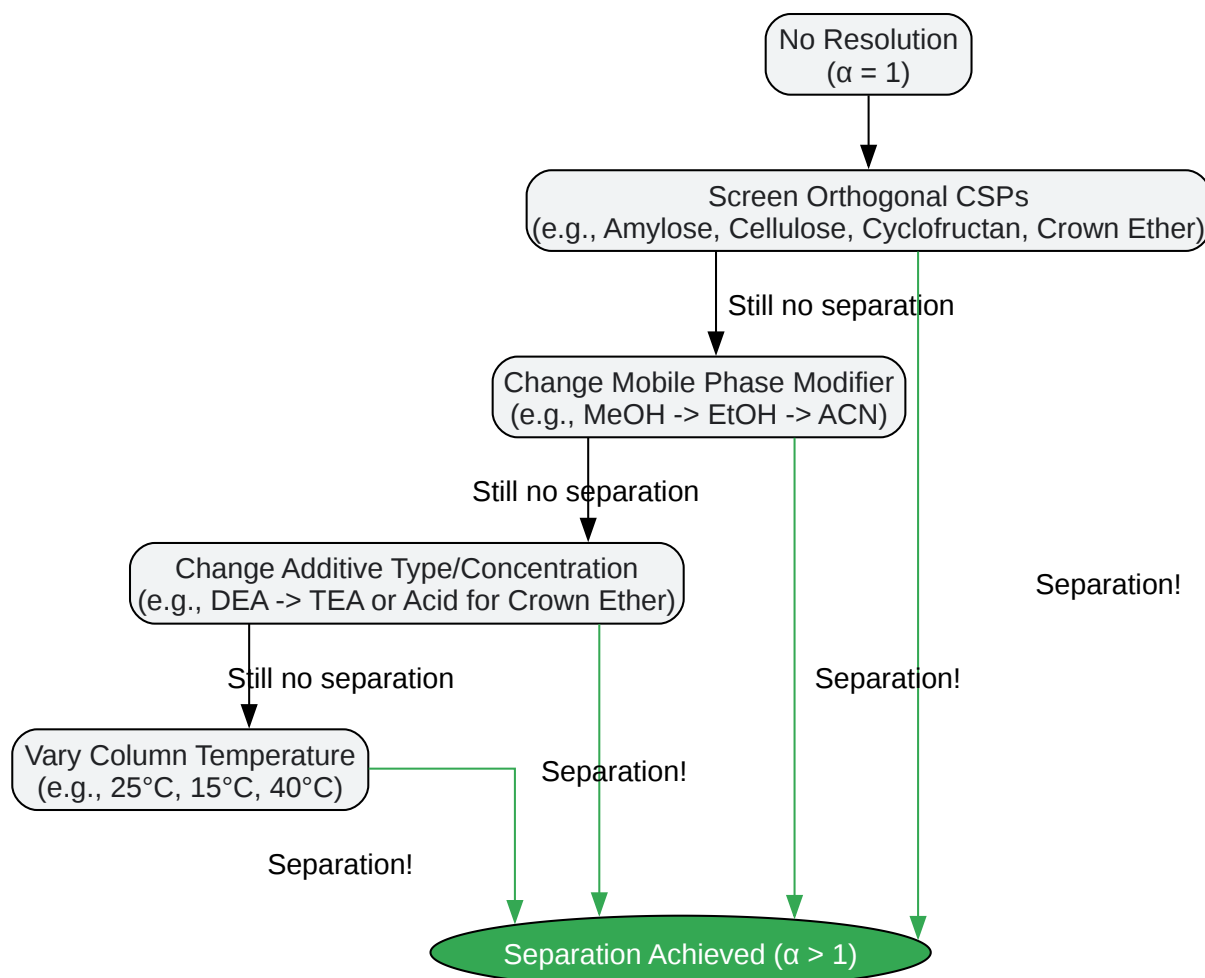 No Resolution
(α = 1)
Screen Orthogonal CSPs
(e.g., Amylose, Cellulose, Cyclofructan, Crown Ether)
Still no separation
Change Mobile Phase Modifier
(e.g., MeOH -> EtOH -> ACN)
Still no separation
Change Additive Type/Concentration
(e.g., DEA -> TEA or Acid for Crown Ether)
Separation!
Still no separation
Separation!
Vary Column Temperature
(e.g., 25°C, 15°C, 40°C)
Separation!
Separation!
Separation Achieved (α > 1)